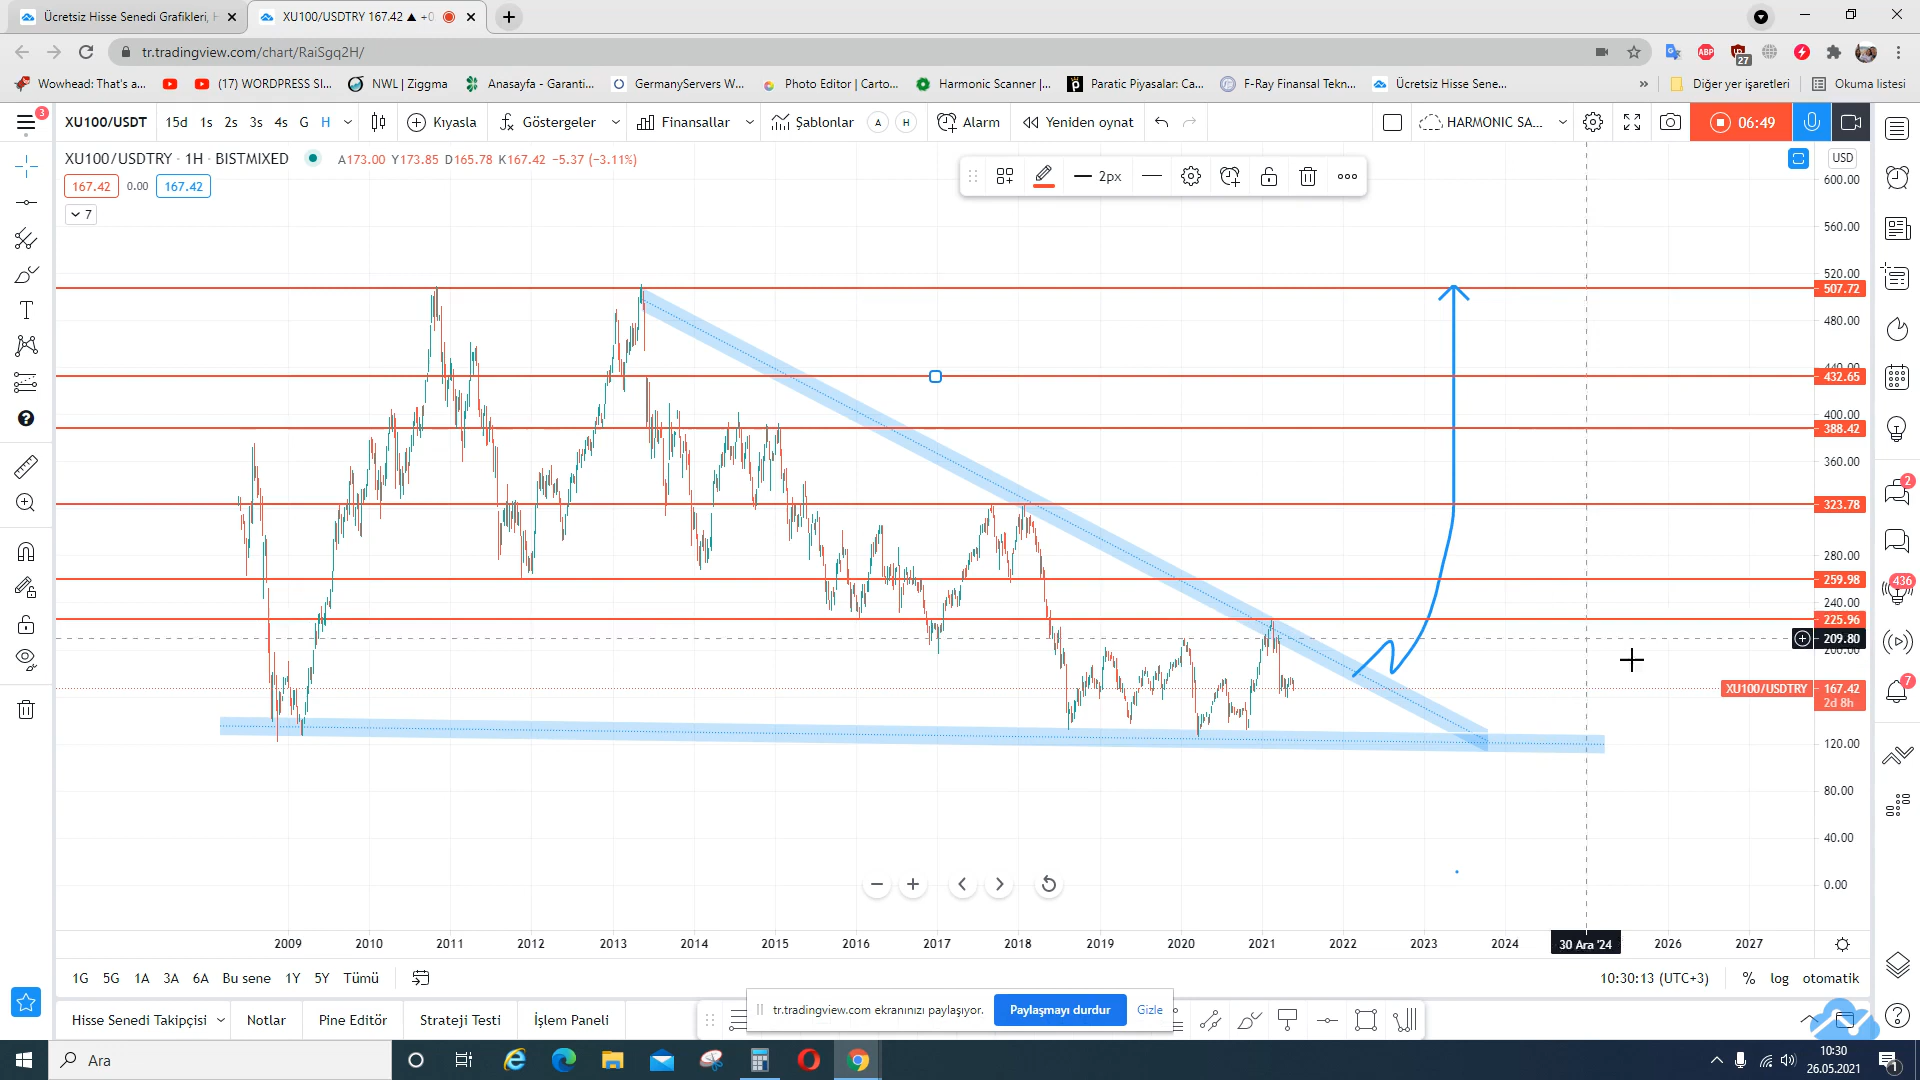 Ücretsiz Hisse Senedi Grafikleri, H
XU100/USDTRY 167.42 ▲ +0
tr.tradingview.com/chart/RaiSgq2H/
27
Wowhead: That's a...
(17) WORDPRESS SI...
NWL | Ziggma
Anasayfa - Garanti...
GermanyServers W...
Photo Editor | Carto...
Harmonic Scanner |...
Paratic Piyasalar: Ca...
F-Ray Finansal Tekn...
Ücretsiz Hisse Sene...
»
Diğer yer işaretleri
Okuma listesi
3
XU100/USDT
15d 1s 2s 3s 4s G H
Kıyasla
Göstergeler
Finansallar
Şablonlar
A
H
Alarm
Yeniden oynat
HARMONIC SA...
06:49
XU100/USDTRY · 1H · BISTMIXED
A173.00 Y173.85 D165.78 K167.42 −5.37 (−3.11%)
167.42 0.00 167.42
7
2px
USD
600.00
560.00
520.00
507.72
480.00
440.00
432.65
400.00
388.42
360.00
323.78
280.00
259.98
240.00
225.96
209.80
200.00
XU100/USDTRY 167.42
2d 8h
120.00
80.00
40.00
0.00
2
436
7
2009 2010 2011 2012 2013 2014 2015 2016 2017 2018 2019 2020 2021 2022 2023 2024 30 Ara '24 2026 2027
1G 5G 1A 3A 6A Bu sene 1Y 5Y Tümü
10:30:13 (UTC+3)
% log otomatik
Hisse Senedi Takipçisi
Notlar
Pine Editör
Strateji Testi
İşlem Paneli
tr.tradingview.com ekranınızı paylaşıyor.
Paylaşmayı durdur
Gizle
Ara
10:30
26.05.2021
1